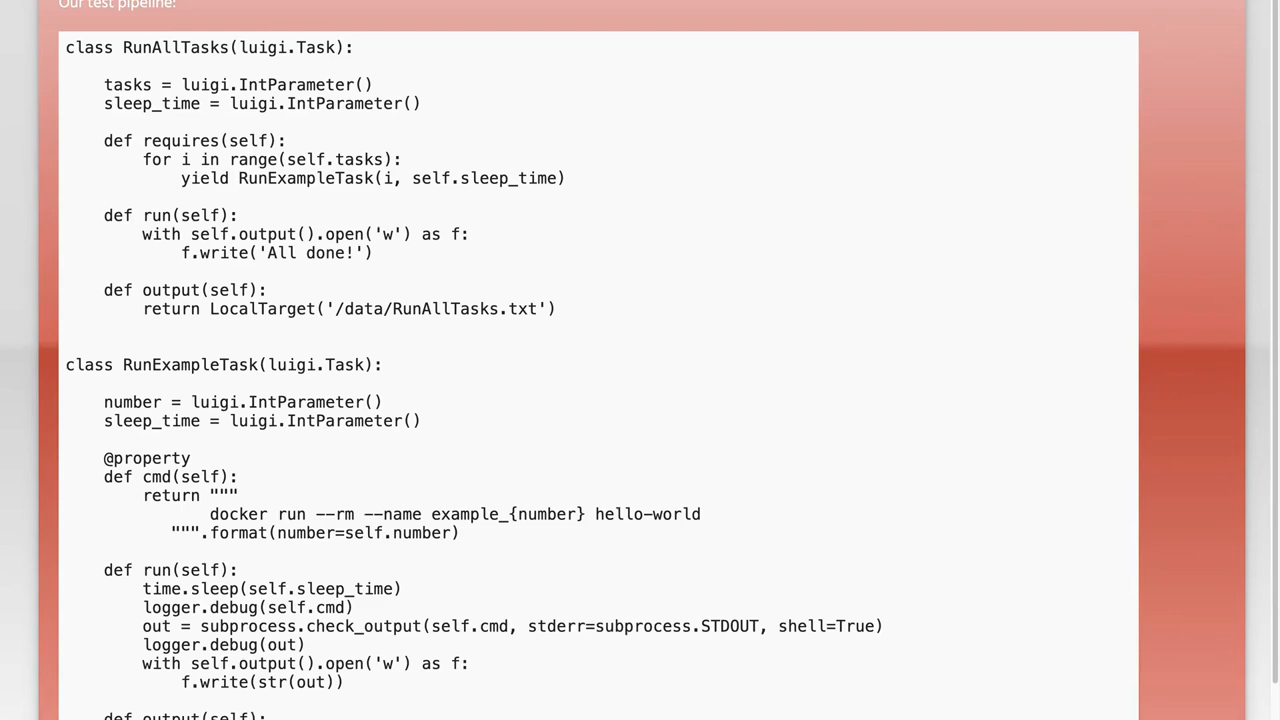 Our test pipeline:
class RunAllTasks(luigi.Task):
    tasks = luigi.IntParameter()
    sleep_time = luigi.IntParameter()
    def requires(self):
        for i in range(self.tasks):
            yield RunExampleTask(i, self.sleep_time)
    def run(self):
        with self.output().open('w') as f:
            f.write('All done!')
    def output(self):
        return LocalTarget('/data/RunAllTasks.txt')
class RunExampleTask(luigi.Task):
    number = luigi.IntParameter()
    sleep_time = luigi.IntParameter()
    @property
    def cmd(self):
        return """
               docker run --rm --name example_{number} hello-world
           """.format(number=self.number)
    def run(self):
        time.sleep(self.sleep_time)
        logger.debug(self.cmd)
        out = subprocess.check_output(self.cmd, stderr=subprocess.STDOUT, shell=True)
        logger.debug(out)
        with self.output().open('w') as f:
            f.write(str(out))
    def output(self):